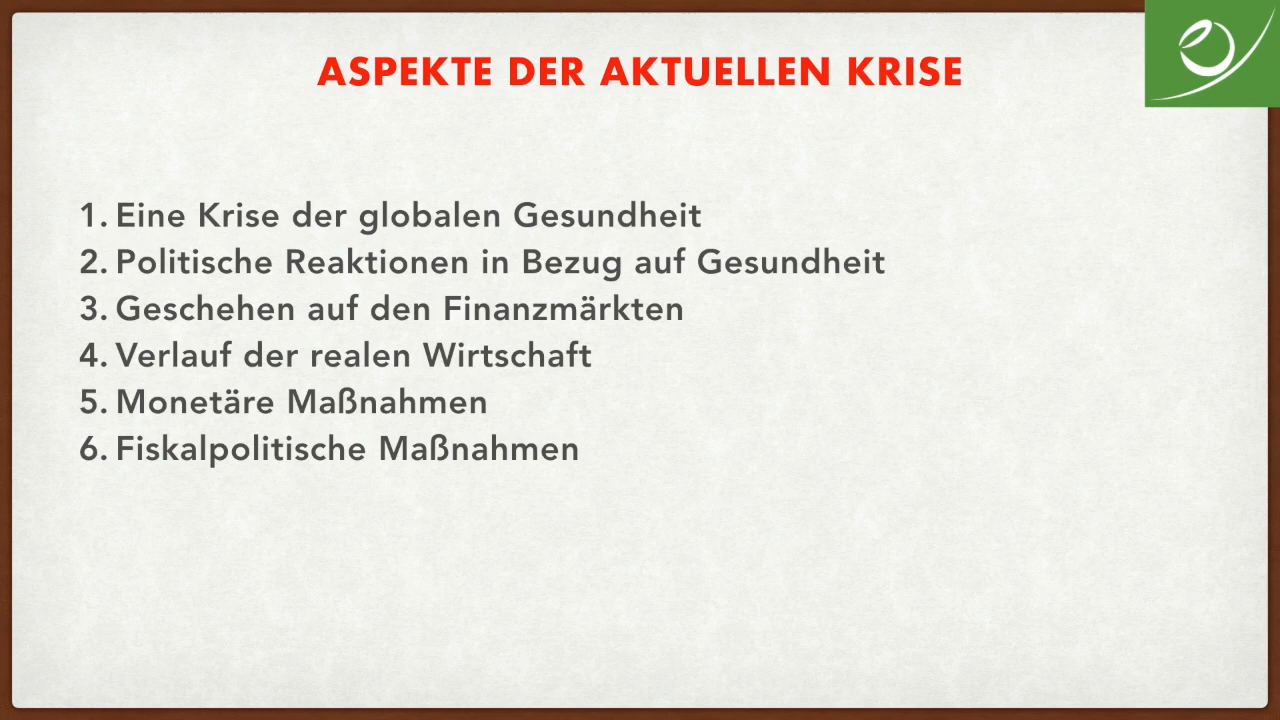 ASPEKTE DER AKTUELLEN KRISE
1. Eine Krise der globalen Gesundheit
2. Politische Reaktionen in Bezug auf Gesundheit
3. Geschehen auf den Finanzmärkten
4. Verlauf der realen Wirtschaft
5. Monetäre Maßnahmen
6. Fiskalpolitische Maßnahmen